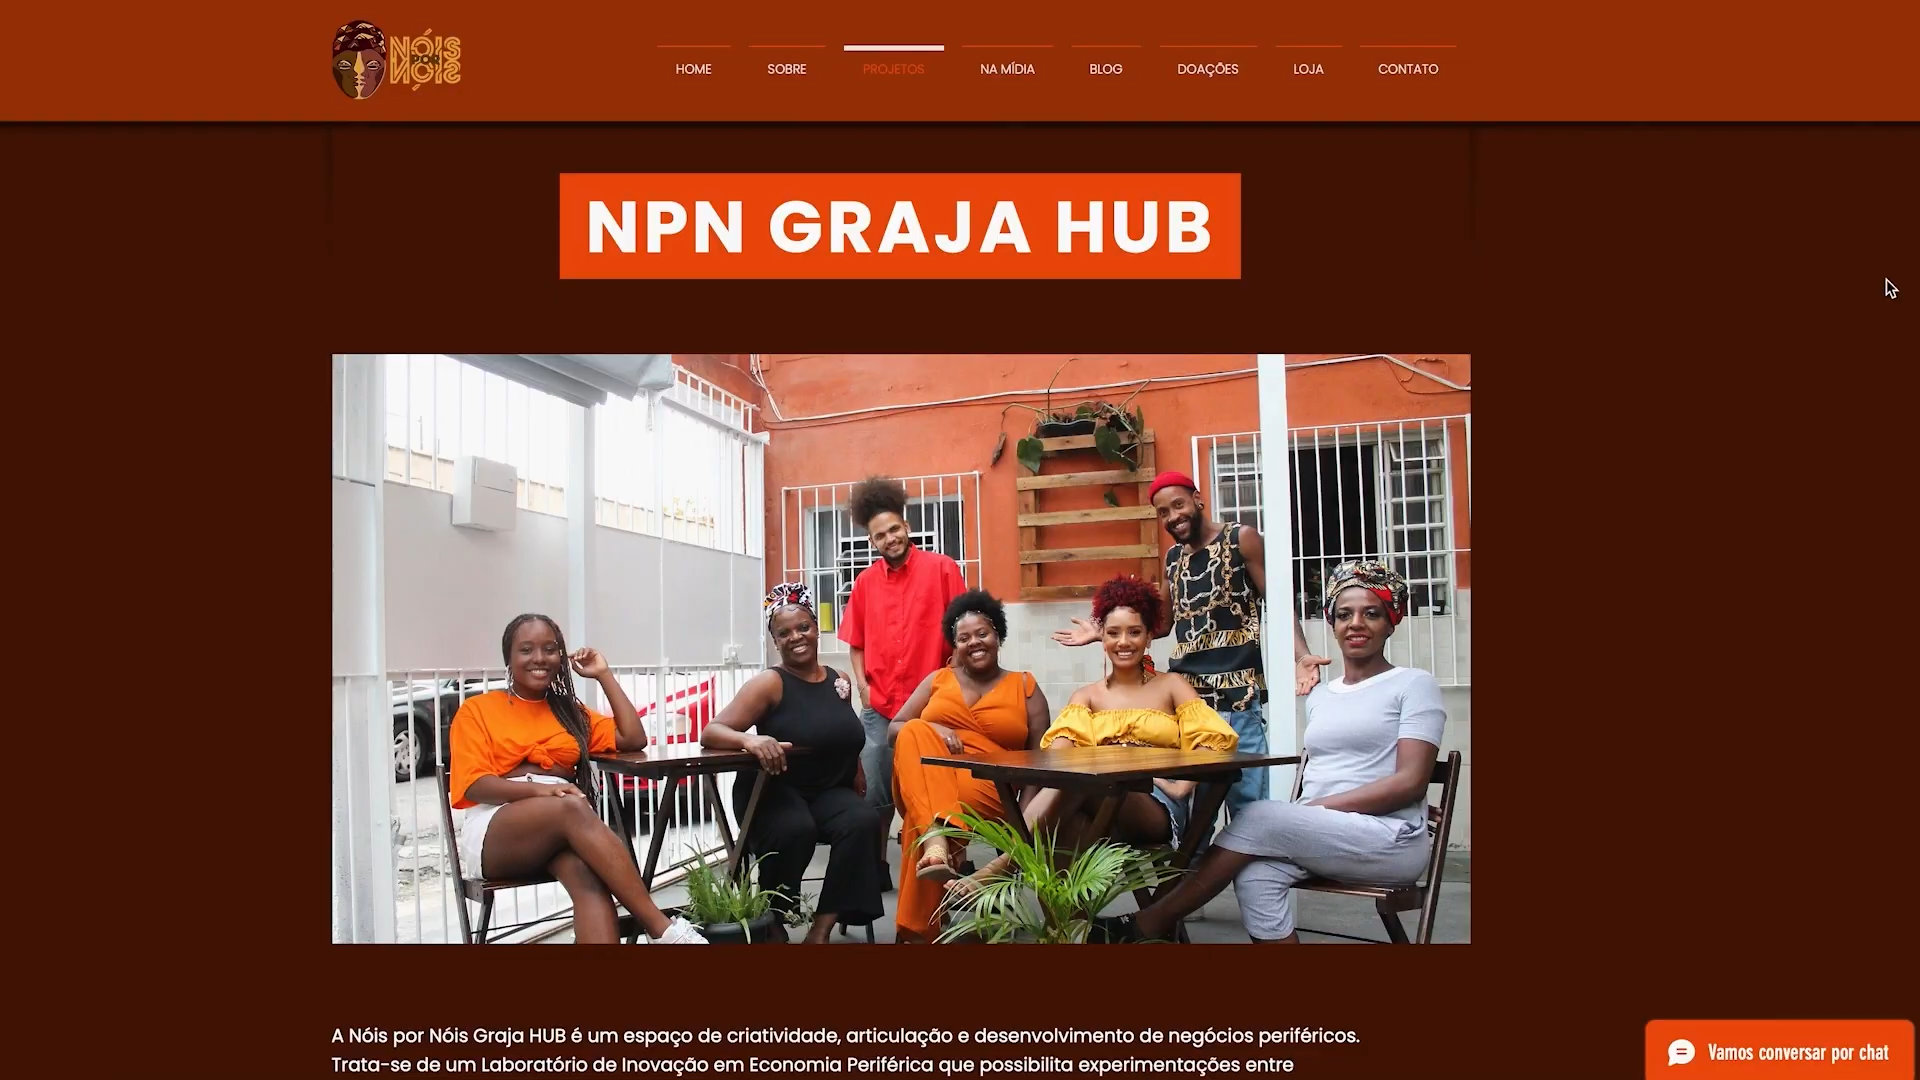 NÓIS
POR
NÓIS
HOME
SOBRE
PROJETOS
NA MÍDIA
BLOG
DOAÇÕES
LOJA
CONTATO
NPN GRAJA HUB
A Nóis por Nóis Graja HUB é um espaço de criatividade, articulação e desenvolvimento de negócios periféricos.
Trata-se de um Laboratório de Inovação em Economia Periférica que possibilita experimentações entre
Vamos conversar por chat